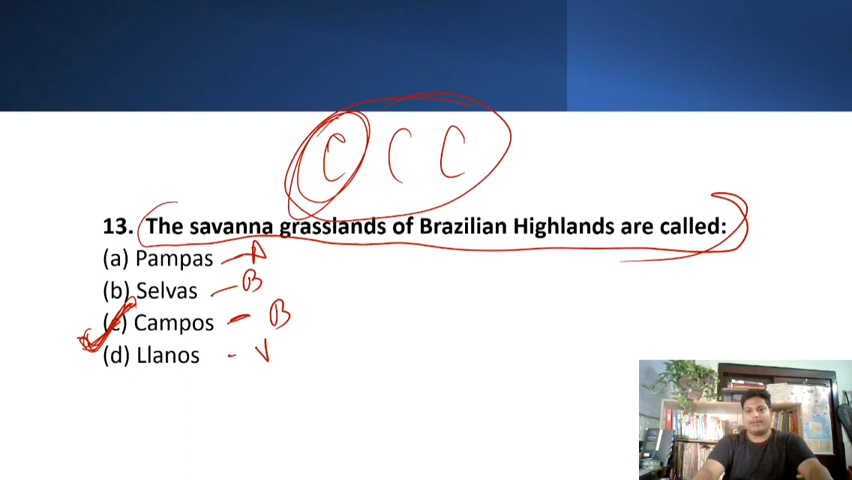 C C C
13. The savanna grasslands of Brazilian Highlands are called:
(a) Pampas - A
(b) Selvas - B
(c) Campos - B
(d) Llanos - V